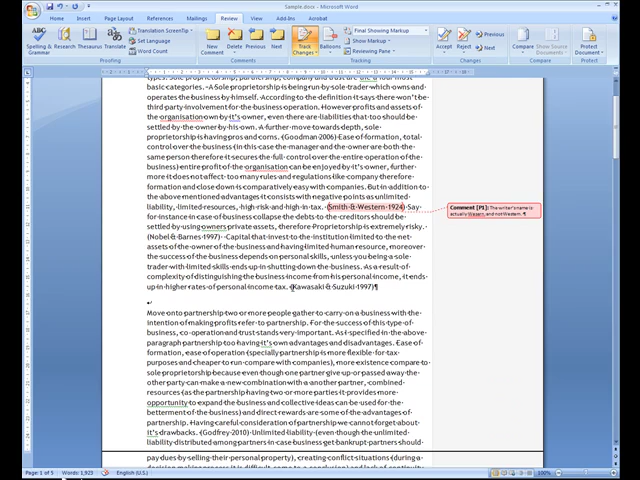 Sample.docx - Microsoft Word
Home Insert Page Layout References Mailings Review View Add-Ins Acrobat
Spelling & Grammar Research Thesaurus Translate
Translation ScreenTip
Set Language
Word Count
Proofing
New Comment Delete Previous Next
Comments
Track Changes Balloons
Final Showing Markup
Show Markup
Reviewing Pane
Tracking
Accept Reject
Previous
Next
Changes
Compare Show Source Documents
Compare
Protect Document
Protect
basic categories. A Sole proprietorship is being run by sole trader which owns and
operates the business by himself. According to the definition it says there won't be
third party involvement for the business operation. However profits and assets of
the organisation own by it's owner, even there are liabilities that too should be
settled by the owner by his own. A further move towards depth, sole
proprietorship is having pros and corns. (Goodman 2006) Ease of formation, total
control over the business (in this case the manager and the owner are both the
same person therefore it secures the full control over the entire operation of the
business) entire profit of the organisation can be enjoyed by it's owner, further
more it does not affect too many rules and regulations like company therefore
formation and close down is comparatively easy with companies. But in addition to
the above mentioned advantages it consists with negative points as unlimited
liability, limited resources, high risk and high in tax. (Smith & Western 1924) Say
for instance in case of business collapse the debts to the creditors should be
settled by using owners private assets, therefore Proprietorship is extremely risky.
(Nobel & Barnes 1997) Capital that invest to the institution limited to the net
assets of the owner of the business and having limited human resource, moreover
the success of the business depends on personal skills, unless you being a sole
trader with limited skills ends up in shutting down the business. As a result of
complexity of distinguishing the business income from his personal income, it ends
up in higher rates of personal income tax. (Kawasaki & Suzuki 1997)¶
Comment [P1]: The writer's name is
actually Wesern, and not Western. ¶
Move onto partnership two or more people gather to carry on a business with the
intention of making profits refer to partnership. For the success of this type of
business, co-operation and trust stands very important. As it specified in the above
paragraph partnership too having it's own advantages and disadvantages. Ease of
formation, ease of operation (specially partnership is more flexible for tax
purposes and cheaper to run compare with companies), more existence compare to
sole proprietorship because even though one partner give up or passed away the
other party can make a new combination with a another partner, combined
resources (as the partnership having two or more parties it provides more
opportunity to expand the business and collective ideas can be used for the
betterment of the business) and direct rewards are some of the advantages of
partnership. Having careful consideration of partnership we cannot forget about
it's drawbacks. (Godfrey 2010) Unlimited liability (even though the unlimited
liability distributed among partners in case business get bankrupt partners should
pay dues by selling their personal property), creating conflict situations (during
Page: 1 of 5 Words: 1,925 English (U.S.) 100%